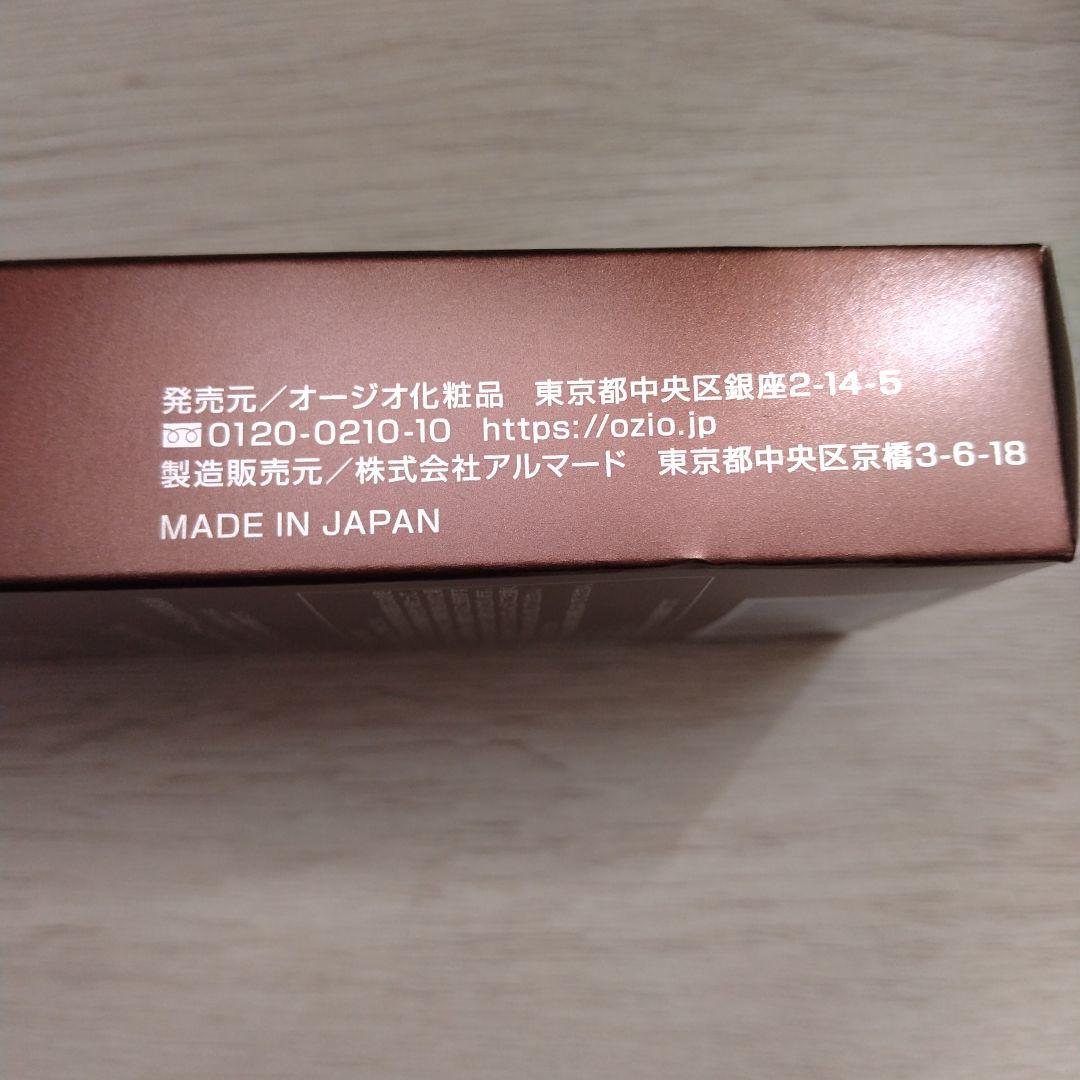 発売元／オージオ化粧品　東京都中央区銀座2-14-5
0120-0210-10　https://ozio.jp
製造販売元／株式会社アルマード　東京都中央区京橋3-6-18
MADE IN JAPAN